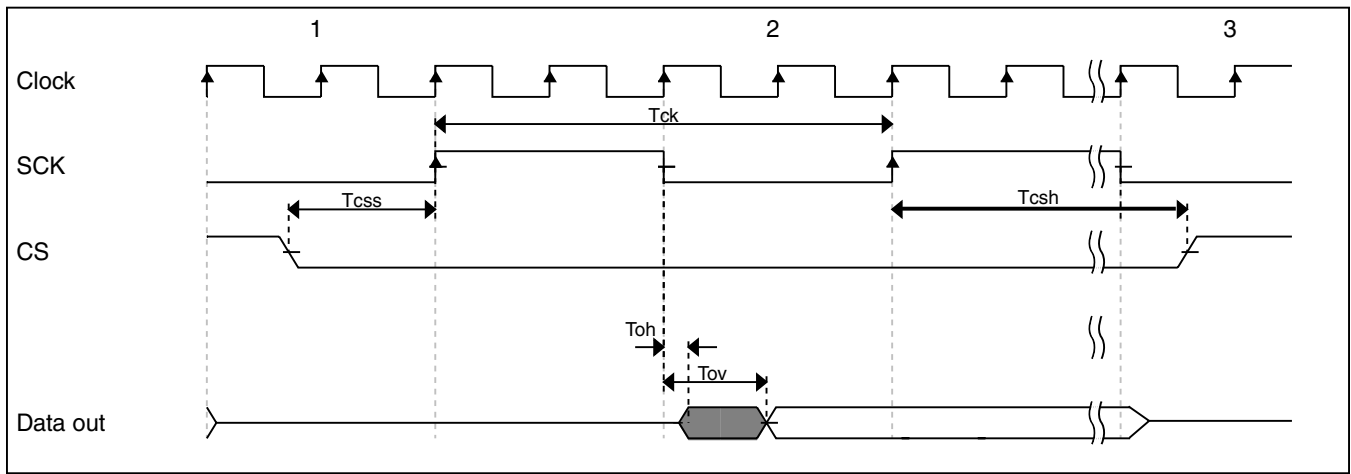 1 2 3
Clock
Tck
SCK
Tcss Tcsh
CS
Toh
Tov
Data out